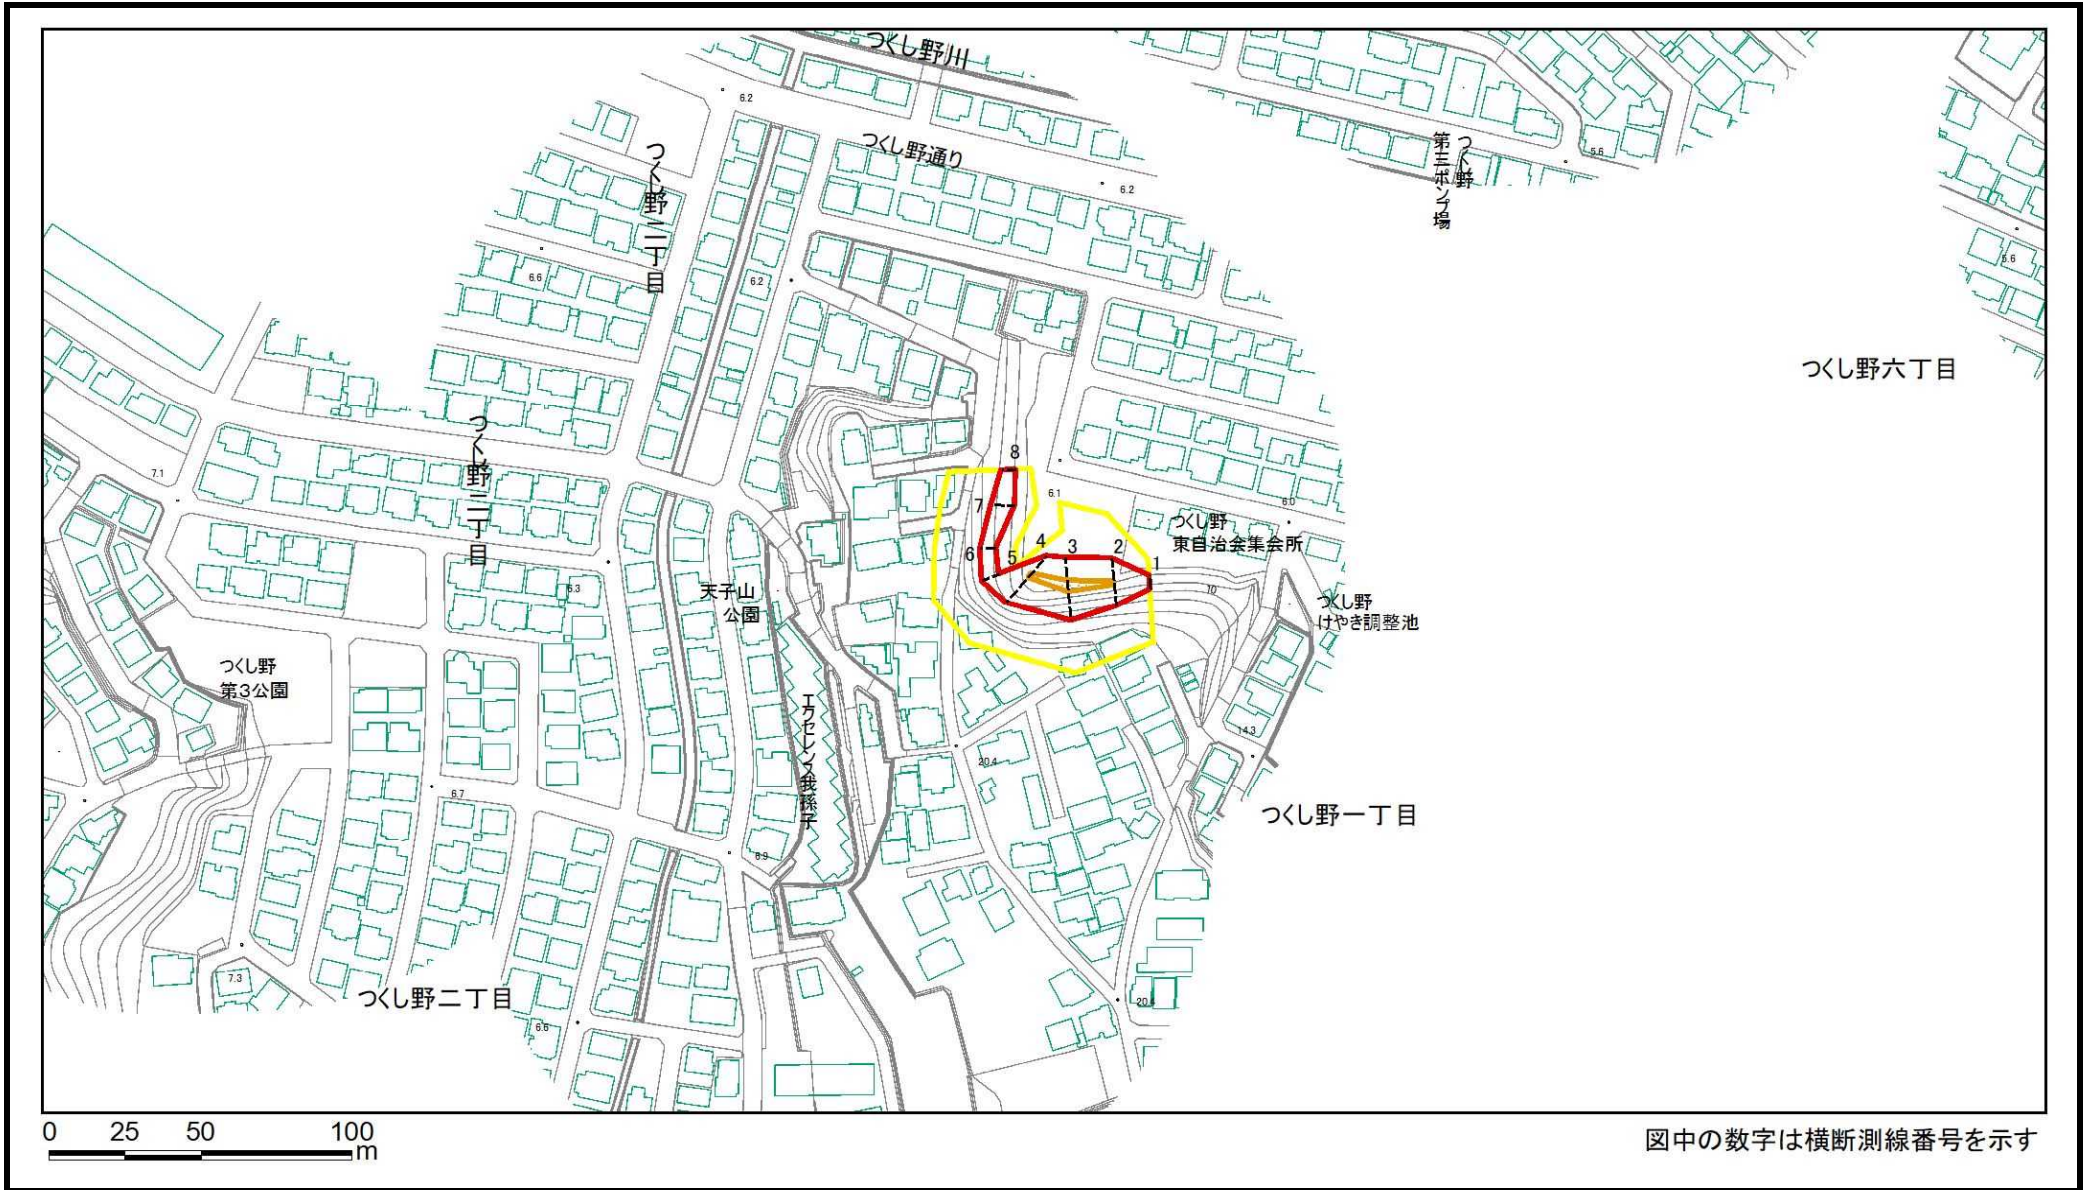 つくし野川
6.2
つくし野通り
つくし野
第三ポンプ場
5.6
つくし野二丁目
6.2
6.6
6.2
5.6
つくし野六丁目
つくし野二丁目
7.1
8
7
6.1
6.0
つくし野
東自治会集会所
6
5
4
3
2
1
10
6.3
天子山
公園
つくし野
けやき調整池
つくし野
第3公園
エクセレンス我孫子
14.3
20.4
6.7
つくし野一丁目
6.9
7.3
つくし野二丁目
20.4
6.6
0 25 50 100
m
図中の数字は横断測線番号を示す